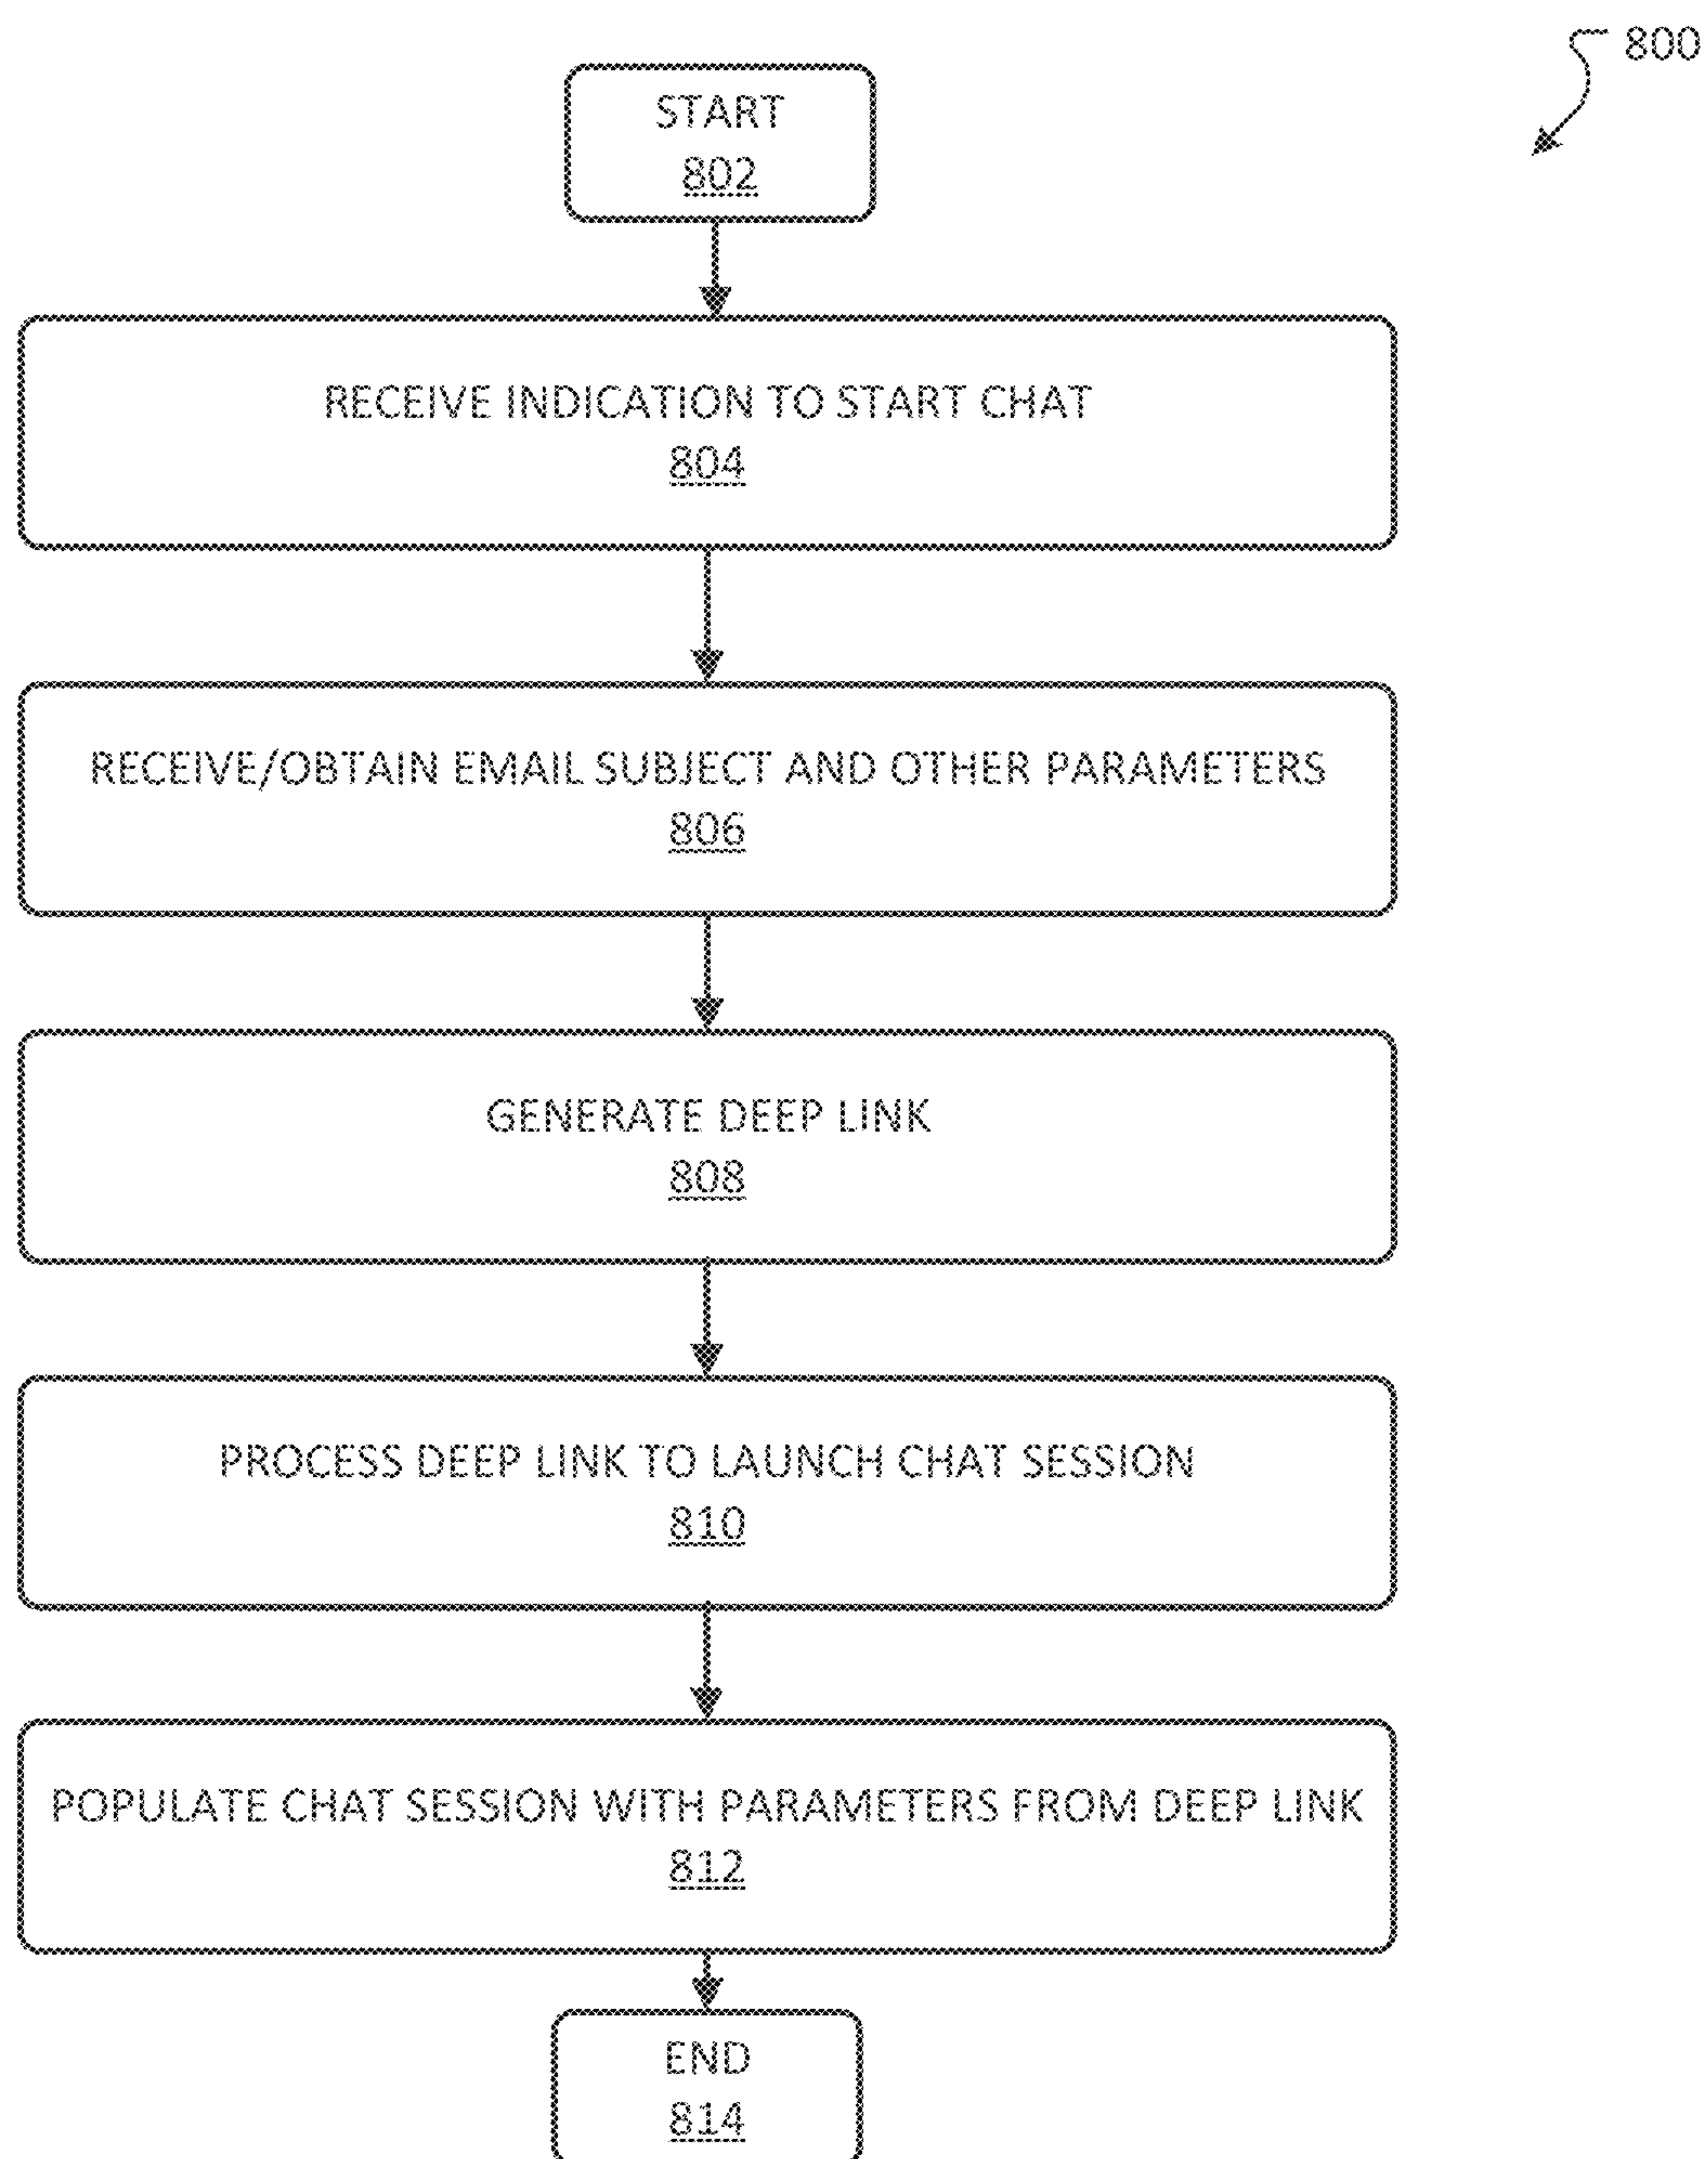 800
START
802
RECEIVE INDICATION TO START CHAT
804
RECEIVE/OBTAIN EMAIL SUBJECT AND OTHER PARAMETERS
806
GENERATE DEEP LINK
808
PROCESS DEEP LINK TO LAUNCH CHAT SESSION
810
POPULATE CHAT SESSION WITH PARAMETERS FROM DEEP LINK
812
END
814